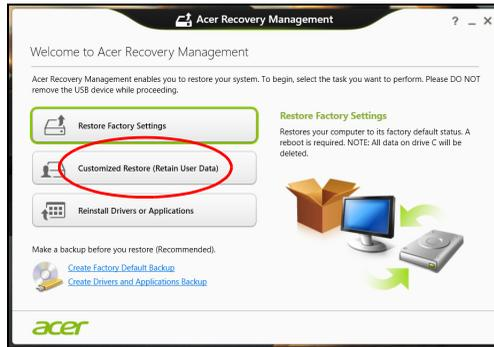 Acer Recovery Management
? _ X
Welcome to Acer Recovery Management
Acer Recovery Management enables you to restore your system. To begin, select the task you want to perform. Please DO NOT
remove the USB device while proceeding.
Restore Factory Settings
Customized Restore (Retain User Data)
Reinstall Drivers or Applications
Restore Factory Settings
Restores your computer to its factory default status. A
reboot is required. NOTE: All data on drive C will be
deleted.
Make a backup before you restore (Recommended).
Create Factory Default Backup
Create Drivers and Applications Backup
acer